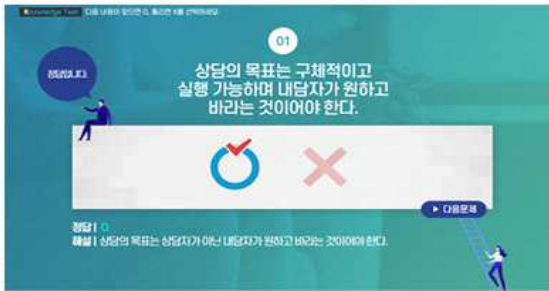 Knowledge Test 다음 내용이 맞으면 O, 틀리면 X를 선택하세요.
01
정답입니다.
상담의 목표는 구체적이고
실행 가능하며 내담자가 원하고
바라는 것이어야 한다.
▶ 다음문제
정답 | O
해설 | 상담의 목표는 상담자가 아닌 내담자가 원하고 바라는 것이어야 한다.